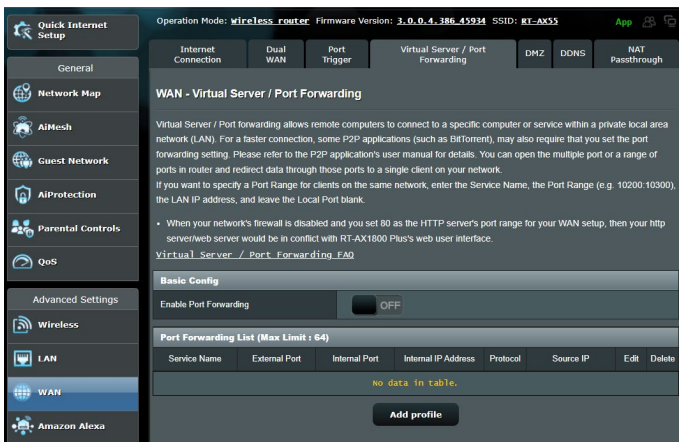 Quick Internet
Setup
General
Network Map
AiMesh
Guest Network
AiProtection
Parental Controls
QoS
Advanced Settings
Wireless
LAN
WAN
Amazon Alexa
Operation Mode: Wireless router Firmware Version: 3.0.0.4.386_45934 SSID: RT-AX55
App
Internet
Connection
Dual
WAN
Port
Trigger
Virtual Server / Port
Forwarding
DMZ
DDNS
NAT
Passthrough
WAN - Virtual Server / Port Forwarding
Virtual Server / Port forwarding allows remote computers to connect to a specific computer or service within a private local area
network (LAN). For a faster connection, some P2P applications (such as BitTorrent), may also require that you set the port
forwarding setting. Please refer to the P2P application's user manual for details. You can open the multiple port or a range of
ports in router and redirect data through those ports to a single client on your network.
If you want to specify a Port Range for clients on the same network, enter the Service Name, the Port Range (e.g. 10200:10300),
the LAN IP address, and leave the Local Port blank.
• When your network's firewall is disabled and you set 80 as the HTTP server's port range for your WAN setup, then your http
server/web server would be in conflict with RT-AX1800 Plus's web user interface.
Virtual Server / Port Forwarding FAQ
Basic Config
Enable Port Forwarding OFF
Port Forwarding List (Max Limit : 64)
Service Name External Port Internal Port Internal IP Address Protocol Source IP Edit Delete
No data in table.
Add profile